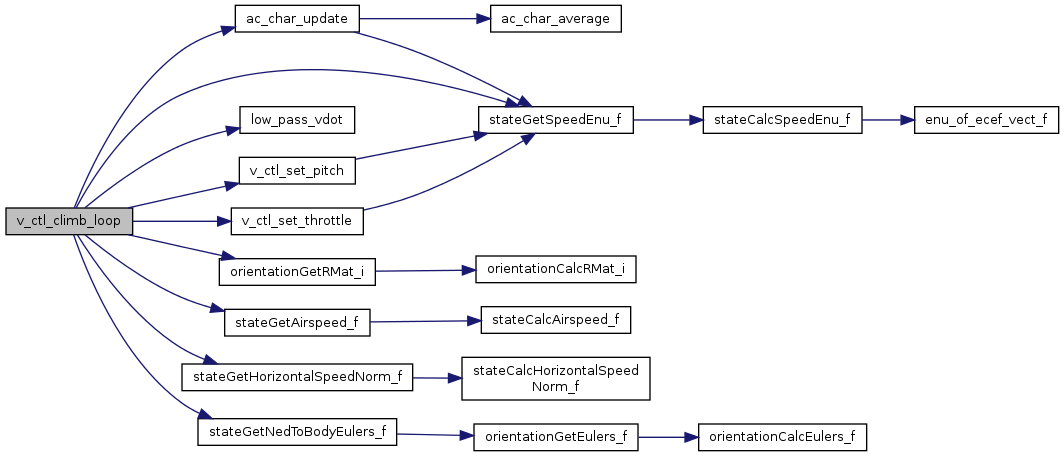 ac_char_update
ac_char_average
low_pass_vdot
stateGetSpeedEnu_f
stateCalcSpeedEnu_f
enu_of_ecef_vect_f
v_ctl_set_pitch
v_ctl_climb_loop
v_ctl_set_throttle
orientationGetRMat_i
orientationCalcRMat_i
stateGetAirspeed_f
stateCalcAirspeed_f
stateGetHorizontalSpeedNorm_f
stateCalcHorizontalSpeed
Norm_f
stateGetNedToBodyEulers_f
orientationGetEulers_f
orientationCalcEulers_f